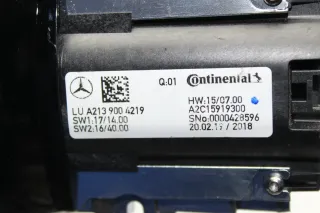 Q:01 Continental
LU A213 900 4219
SW1:17/14.00
SW2:16/40.00
HW:15/07.00
A2C15919300
SNo:0000428596
20.02.17/2018